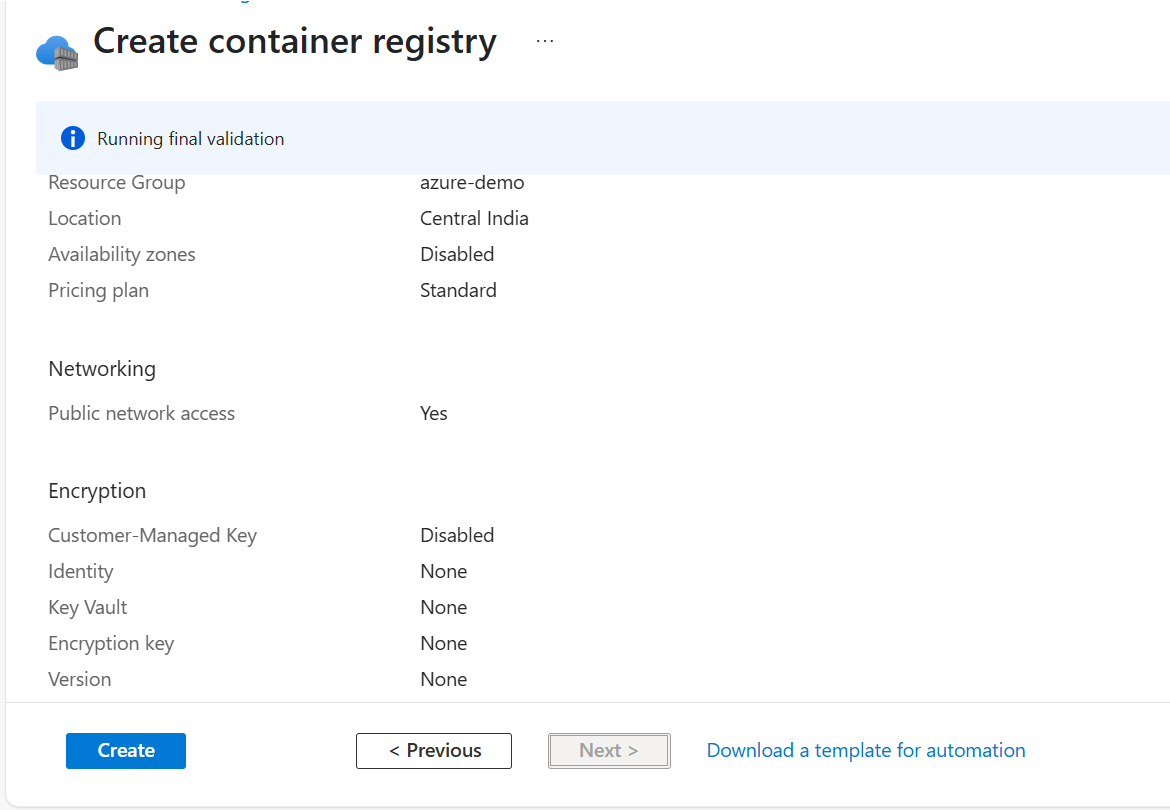 Create container registry ...
Running final validation
Resource Group azure-demo
Location Central India
Availability zones Disabled
Pricing plan Standard
Networking
Public network access Yes
Encryption
Customer-Managed Key Disabled
Identity None
Key Vault None
Encryption key None
Version None
Create < Previous Next > Download a template for automation